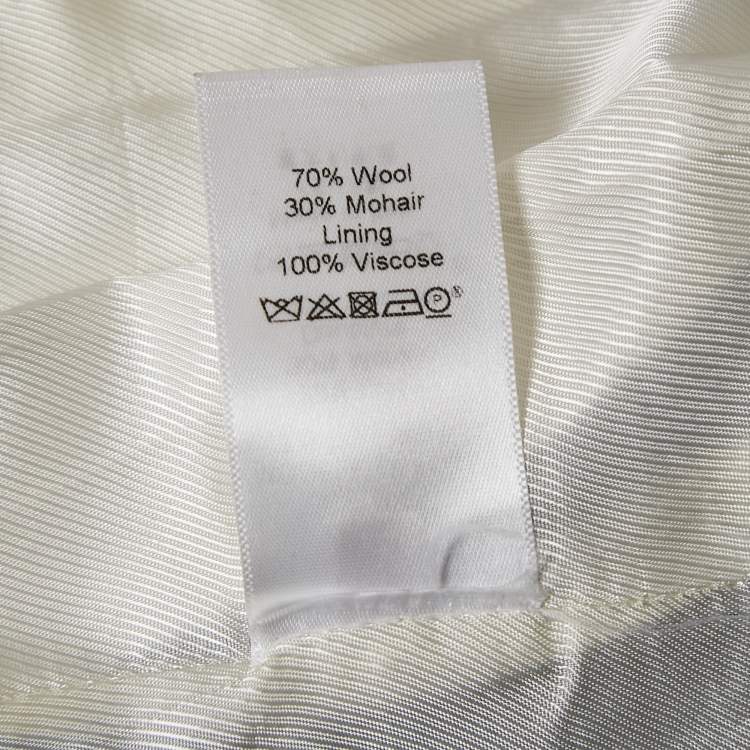 70% Wool
30% Mohair
Lining
100% Viscose
P®